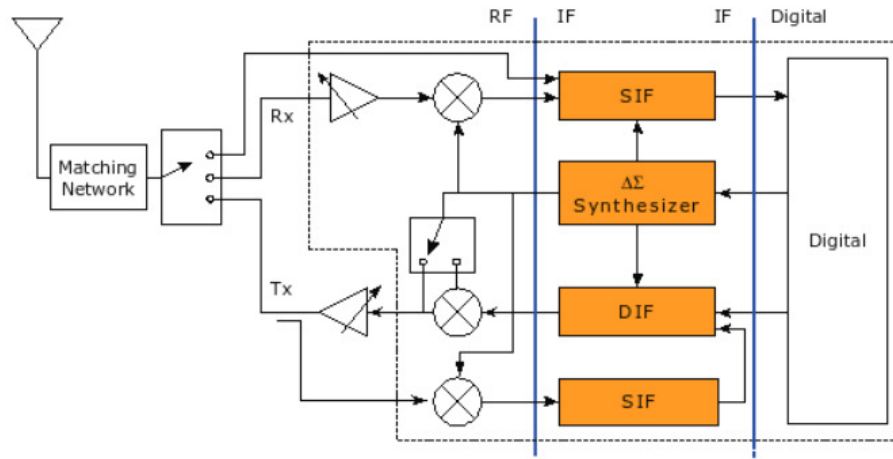 RF IF IF Digital
SIF
Rx
Matching
Network
ΔΣ
Synthesizer
Digital
Tx
DIF
SIF